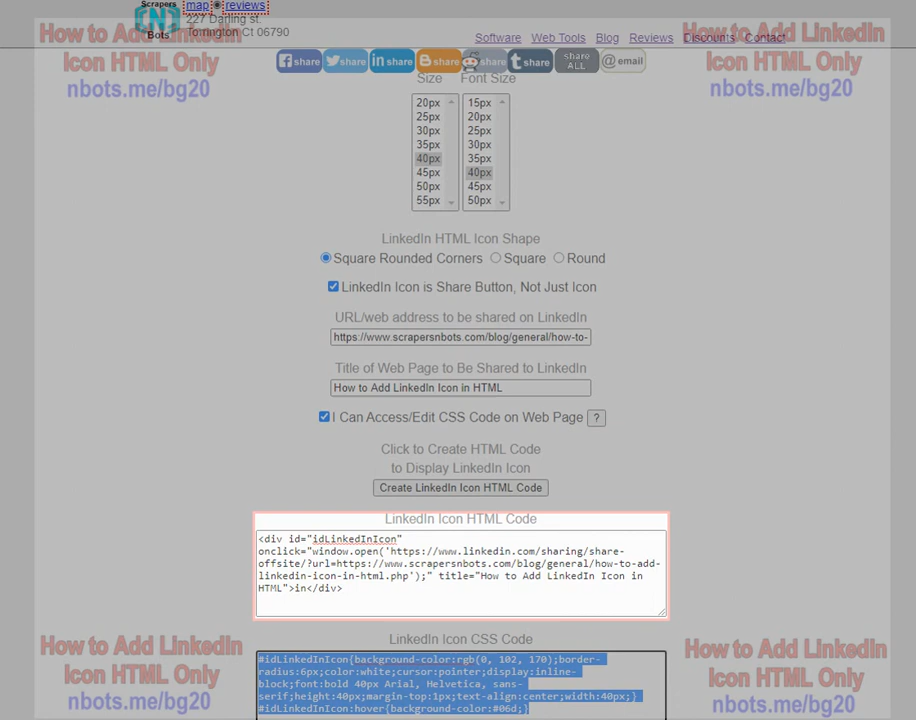 Scrapers
Bots
map reviews
227 Darling st.
Torrington Ct 06790
Software Web Tools Blog Reviews Discounts Contact
How to Add LinkedIn
Icon HTML Only
nbots.me/bg20
How to Add LinkedIn
Icon HTML Only
nbots.me/bg20
share share share share share share share ALL email
Size Font Size
20px 15px
25px 20px
30px 25px
35px 30px
40px 35px
45px 40px
50px 45px
55px 50px
LinkedIn HTML Icon Shape
Square Rounded Corners Square Round
LinkedIn Icon is Share Button, Not Just Icon
URL/web address to be shared on LinkedIn
https://www.scrapersnbots.com/blog/general/how-to-
Title of Web Page to Be Shared to LinkedIn
How to Add LinkedIn Icon in HTML
I Can Access/Edit CSS Code on Web Page ?
Click to Create HTML Code
to Display LinkedIn Icon
Create LinkedIn Icon HTML Code
LinkedIn Icon HTML Code
<div id="idLinkedInIcon"
onclick="window.open('https://www.linkedin.com/sharing/share-
offsite/?url=https://www.scrapersnbots.com/blog/general/how-to-add-
linkedin-icon-in-html.php');" title="How to Add LinkedIn Icon in
HTML">in</div>
LinkedIn Icon CSS Code
#idLinkedInIcon{background-color:rgb(0, 102, 170);border-
radius:6px;color:white;cursor:pointer;display:inline-
block;font:bold 40px Arial, Helvetica, sans-
serif;height:40px;margin-top:1px;text-align:center;width:40px;}
#idLinkedInIcon:hover{background-color:#06d;}
How to Add LinkedIn
Icon HTML Only
nbots.me/bg20
How to Add LinkedIn
Icon HTML Only
nbots.me/bg20